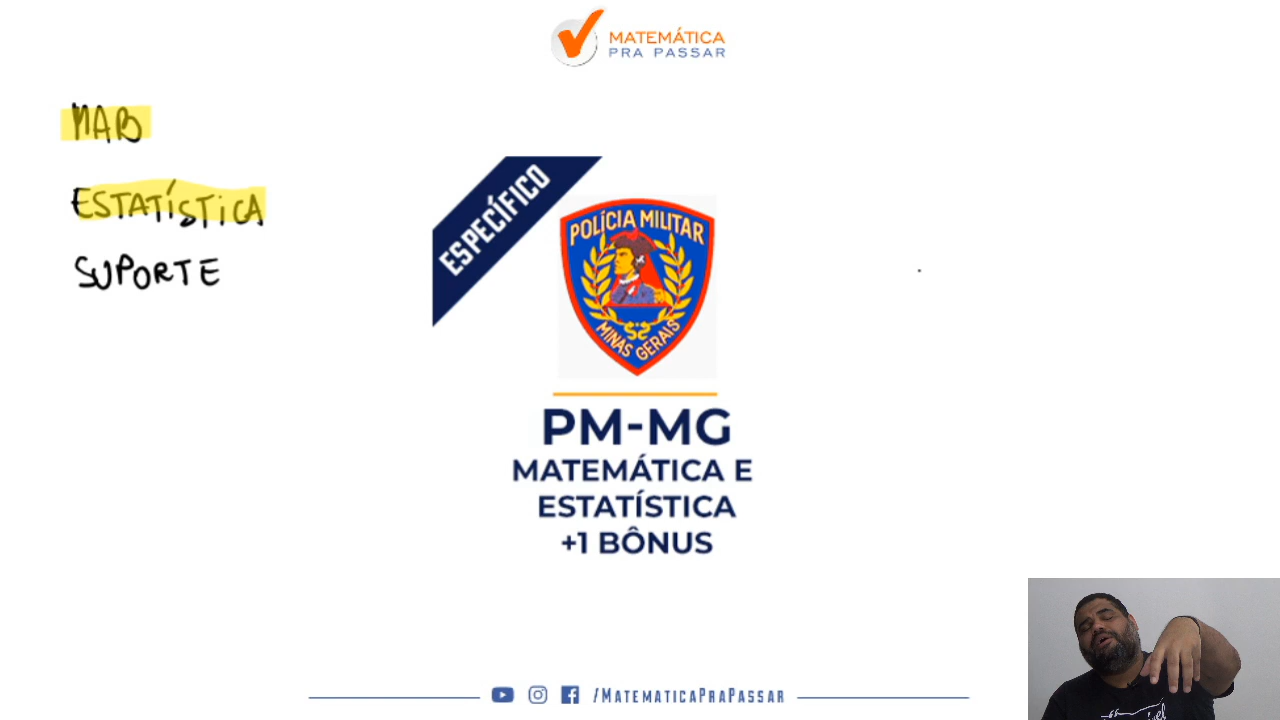 MATEMÁTICA
PRA PASSAR
MAB
ESTATÍSTICA
SUPORTE
ESPECÍFICO
POLÍCIA MILITAR
MINAS GERAIS
PM-MG
MATEMÁTICA E
ESTATÍSTICA
+1 BÔNUS
/MATEMATICAPRAPASSAR